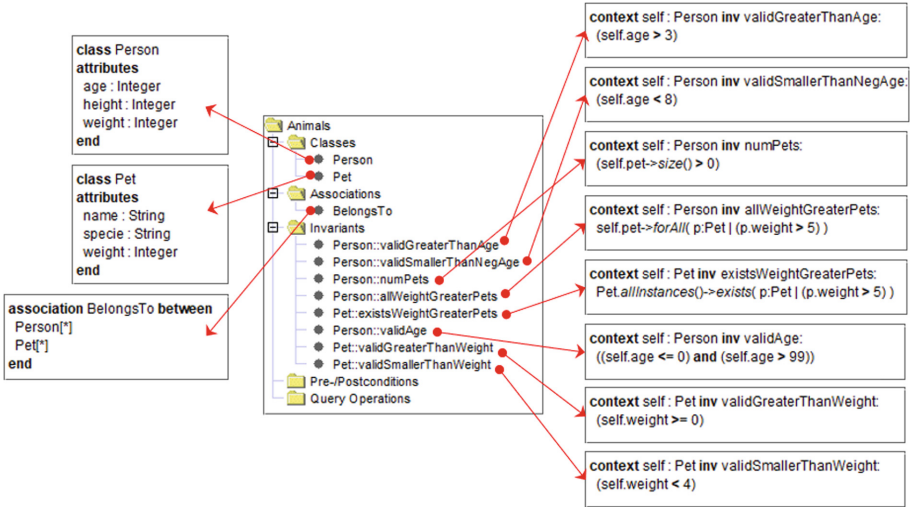 class Person
attributes
age : Integer
height : Integer
weight : Integer
end
class Pet
attributes
name : String
specie : String
weight : Integer
end
association BelongsTo between
Person[*]
Pet[*]
end
Animals
Classes
Person
Pet
Associations
BelongsTo
Invariants
Person::validGreaterThanAge
Person::validSmallerThanNegAge
Person::numPets
Person::allWeightGreaterPets
Pet::existsWeightGreaterPets
Person::validAge
Pet::validGreaterThanWeight
Pet::validSmallerThanWeight
Pre-/Postconditions
Query Operations
context self : Person inv validGreaterThanAge:
(self.age > 3)
context self : Person inv validSmallerThanNegAge:
(self.age < 8)
context self : Person inv numPets:
(self.pet->size() > 0)
context self : Person inv allWeightGreaterPets:
self.pet->forAll( p:Pet | (p.weight > 5) )
context self : Pet inv existsWeightGreaterPets:
Pet.allInstances()->exists( p:Pet | (p.weight > 5) )
context self : Person inv validAge:
((self.age <= 0) and (self.age > 99))
context self : Pet inv validGreaterThanWeight:
(self.weight >= 0)
context self : Pet inv validSmallerThanWeight:
(self.weight < 4)